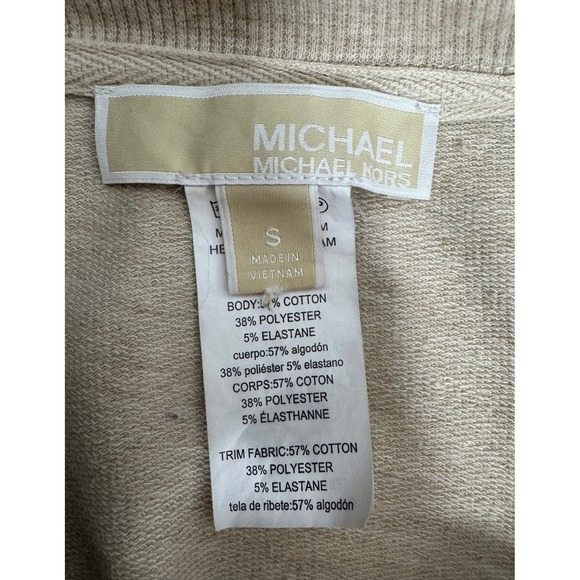 MICHAEL
MICHAEL KORS
S
MADE IN
VIETNAM
BODY:57% COTTON
38% POLYESTER
5% ELASTANE
cuerpo:57% algodón
38% poliéster 5% elastano
CORPS:57% COTON
38% POLYESTER
5% ÉLASTHANNE
TRIM FABRIC:57% COTTON
38% POLYESTER
5% ELASTANE
tela de ribete:57% algodón